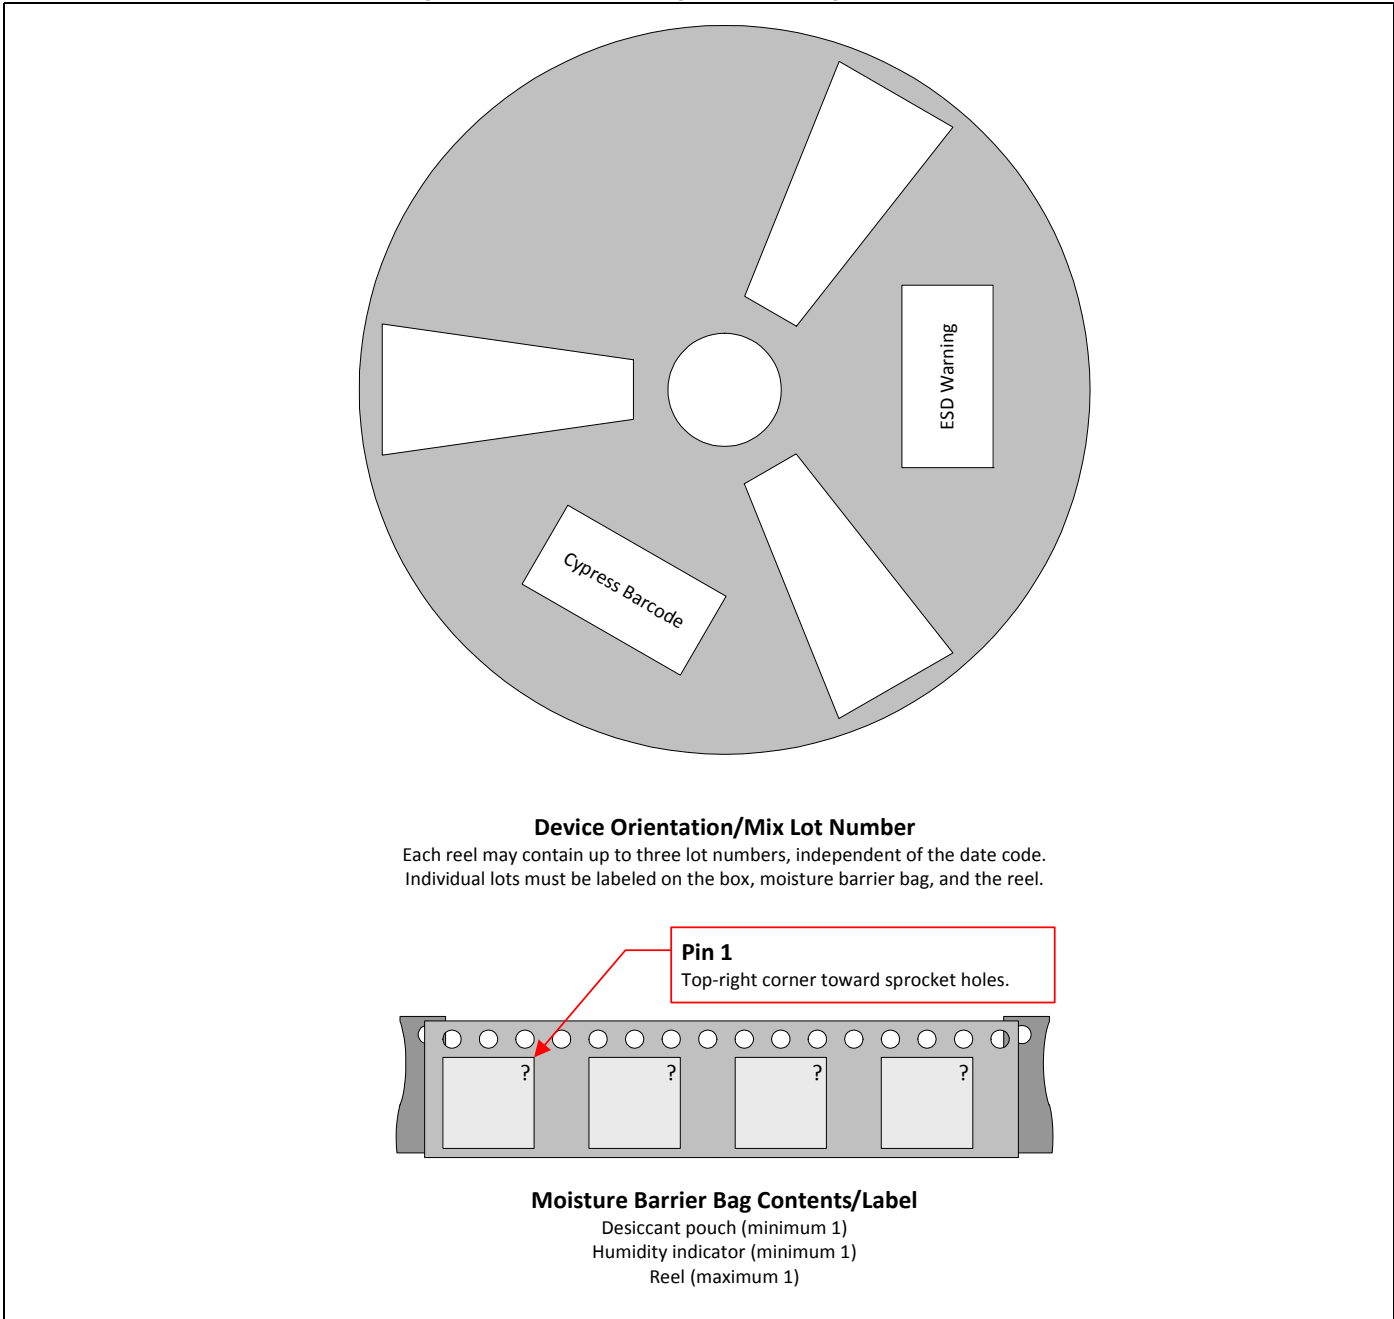 ESD Warning
Cypress Barcode
Device Orientation/Mix Lot Number
Each reel may contain up to three lot numbers, independent of the date code.
Individual lots must be labeled on the box, moisture barrier bag, and the reel.
Pin 1
Top-right corner toward sprocket holes.
? ? ? ?
Moisture Barrier Bag Contents/Label
Desiccant pouch (minimum 1)
Humidity indicator (minimum 1)
Reel (maximum 1)